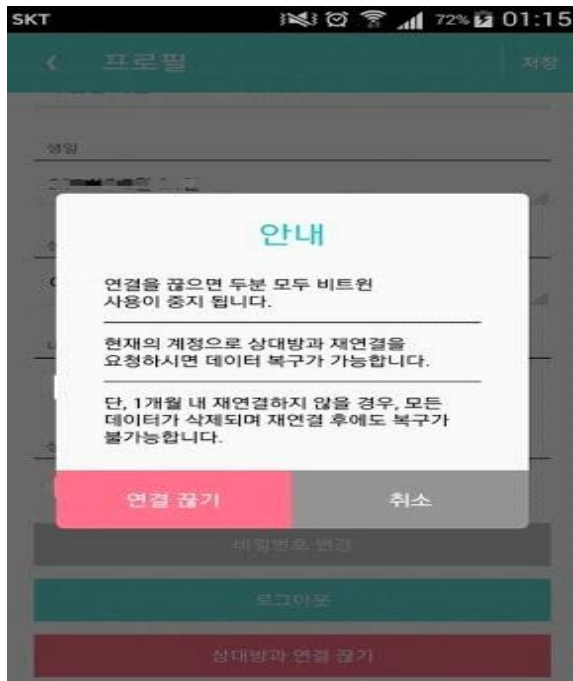 SKT 72% 01:15
프로필 저장
생일
안내
연결을 끊으면 두분 모두 비트윈
사용이 중지 됩니다.
현재의 계정으로 상대방과 재연결을
요청하시면 데이터 복구가 가능합니다.
단, 1개월 내 재연결하지 않을 경우, 모든
데이터가 삭제되며 재연결 후에도 복구가
불가능합니다.
연결 끊기 취소
비밀번호 변경
로그아웃
상대방과 연결 끊기